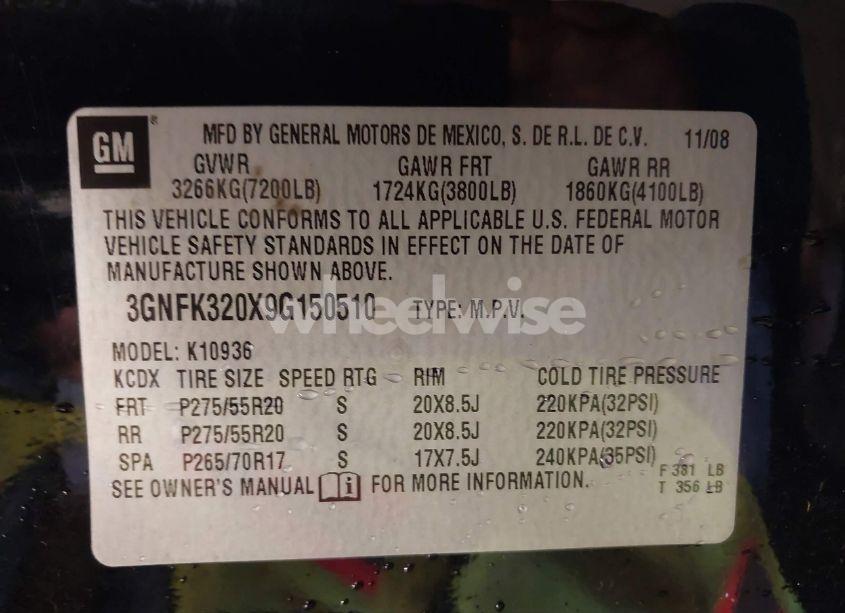 GM ®
MFD BY GENERAL MOTORS DE MEXICO, S. DE R.L. DE C.V. 11/08
GVWR GAWR FRT GAWR RR
3266KG(7200LB) 1724KG(3800LB) 1860KG(4100LB)
THIS VEHICLE CONFORMS TO ALL APPLICABLE U.S. FEDERAL MOTOR
VEHICLE SAFETY STANDARDS IN EFFECT ON THE DATE OF
MANUFACTURE SHOWN ABOVE.
3GNFK320X9G150510 TYPE: M.P.V.
wheelwise
MODEL: K10936
KCDX TIRE SIZE SPEED RTG RIM COLD TIRE PRESSURE
FRT P275/55R20 S 20X8.5J 220KPA(32PSI)
RR P275/55R20 S 20X8.5J 220KPA(32PSI)
SPA P265/70R17 S 17X7.5J 240KPA(35PSI)
F 381 LB
SEE OWNER'S MANUAL i FOR MORE INFORMATION.
T 356 LB